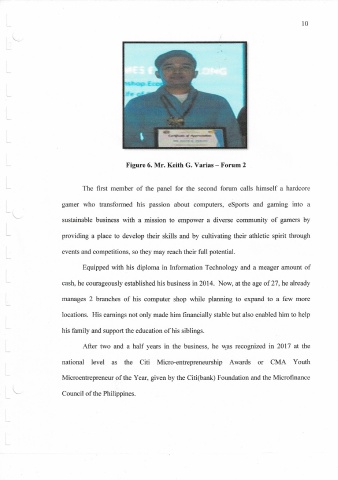 10
Figure 6. Mr. Keith G. Varias – Forum 2
The first member of the panel for the second forum calls himself a hardcore
gamer who transformed his passion about computers, eSports and gaming into a
sustainable business with a mission to empower a diverse community of gamers by
providing a place to develop their skills and by cultivating their athletic spirit through
events and competitions, so they may reach their full potential.
Equipped with his diploma in Information Technology and a meager amount of
cash, he courageously established his business in 2014. Now, at the age of 27, he already
manages 2 branches of his computer shop while planning to expand to a few more
locations. His earnings not only made him financially stable but also enabled him to help
his family and support the education of his siblings.
After two and a half years in the business, he was recognized in 2017 at the
national level as the Citi Micro-entrepreneurship Awards or CMA Youth
Microentrepreneur of the Year, given by the Citi(bank) Foundation and the Microfinance
Council of the Philippines.